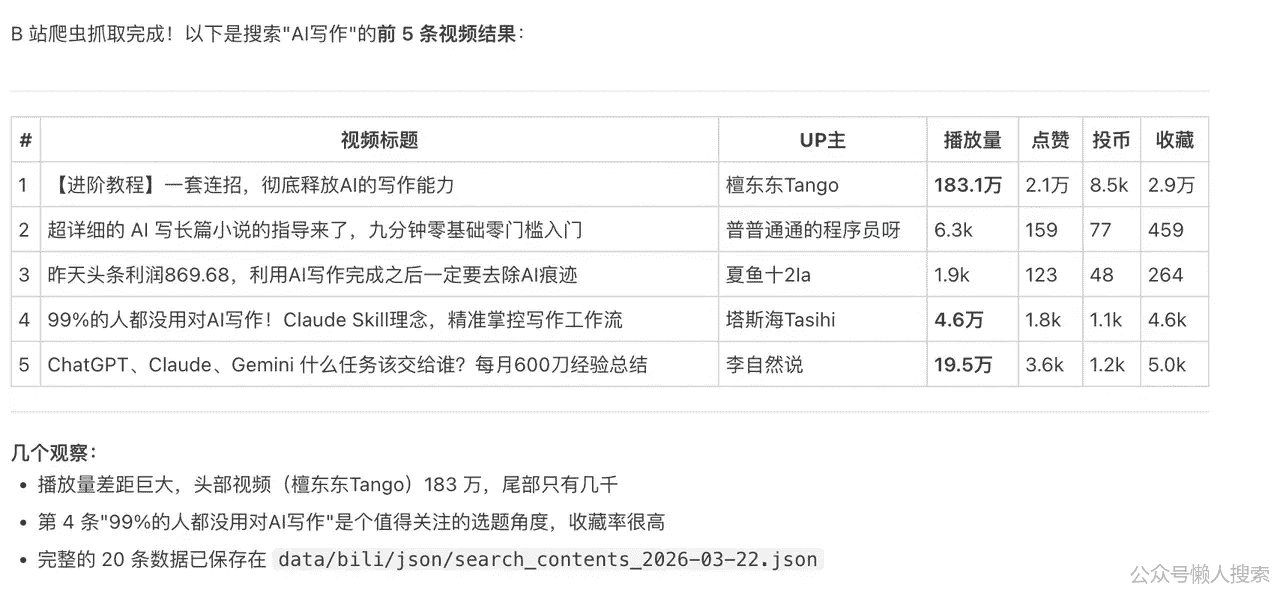 B 站爬虫抓取完成！以下是搜索"AI写作"的前 5 条视频结果：
# 视频标题 UP主 播放量 点赞 投币 收藏
1 【进阶教程】一套连招，彻底释放AI的写作能力 檀东东Tango 183.1万 2.1万 8.5k 2.9万
2 超详细的 AI 写长篇小说的指导来了，九分钟零基础零门槛入门 普普通通的程序员呀 6.3k 159 77 459
3 昨天头条利润869.68，利用AI写作完成之后一定要去除AI痕迹 夏鱼十2la 1.9k 123 48 264
4 99%的人都没用对AI写作！Claude Skill理念，精准掌控写作工作流 塔斯海Tasihi 4.6万 1.8k 1.1k 4.6k
5 ChatGPT、Claude、Gemini 什么任务该交给谁？每月600刀经验总结 李自然说 19.5万 3.6k 1.2k 5.0k
几个观察：
• 播放量差距巨大，头部视频（檀东东Tango）183 万，尾部只有几千
• 第 4 条"99%的人都没用对AI写作"是个值得关注的选题角度，收藏率很高
• 完整的 20 条数据已保存在 data/bili/json/search_contents_2026-03-22.json
公众号懒人搜索